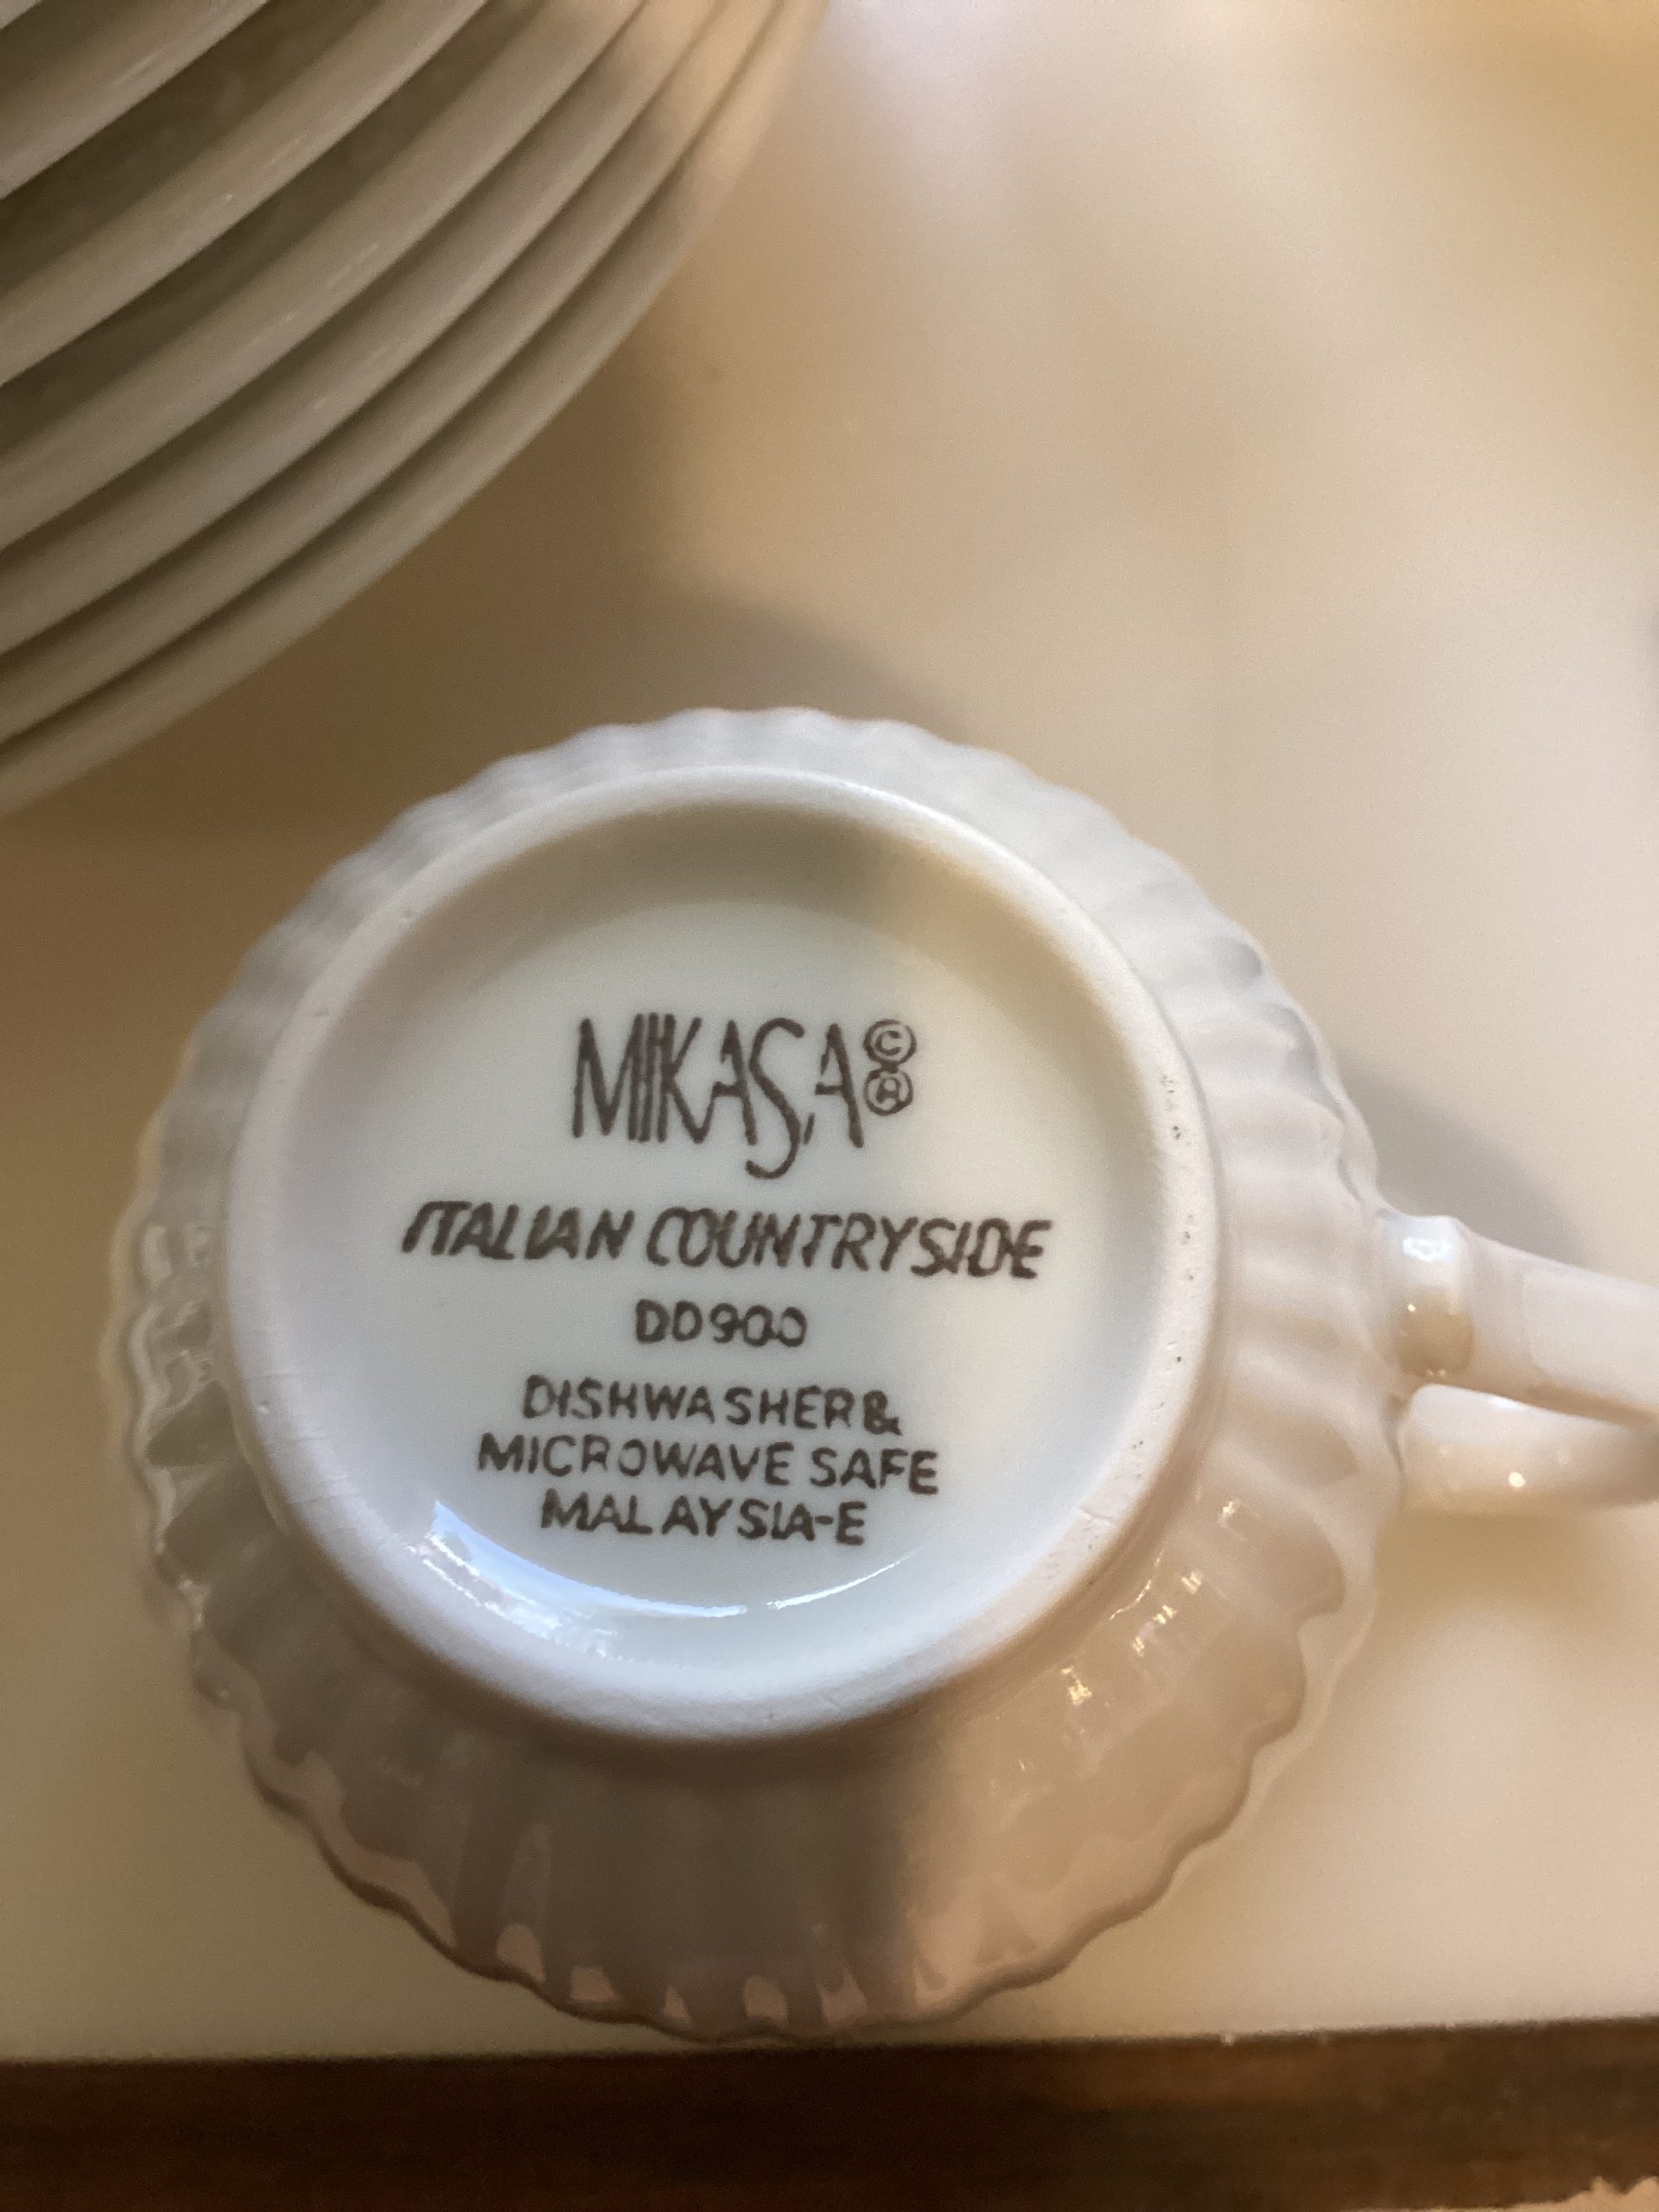 MIKASA © ®
ITALIAN COUNTRYSIDE
DD900
DISHWASHER &
MICROWAVE SAFE
MALAYSIA-E